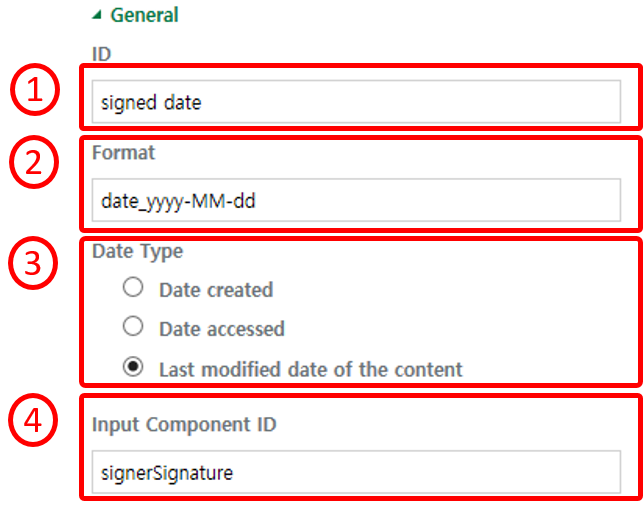 General
ID
1
signed date
2
Format
date_yyyy-MM-dd
3
Date Type
Date created
Date accessed
Last modified date of the content
4
Input Component ID
signerSignature